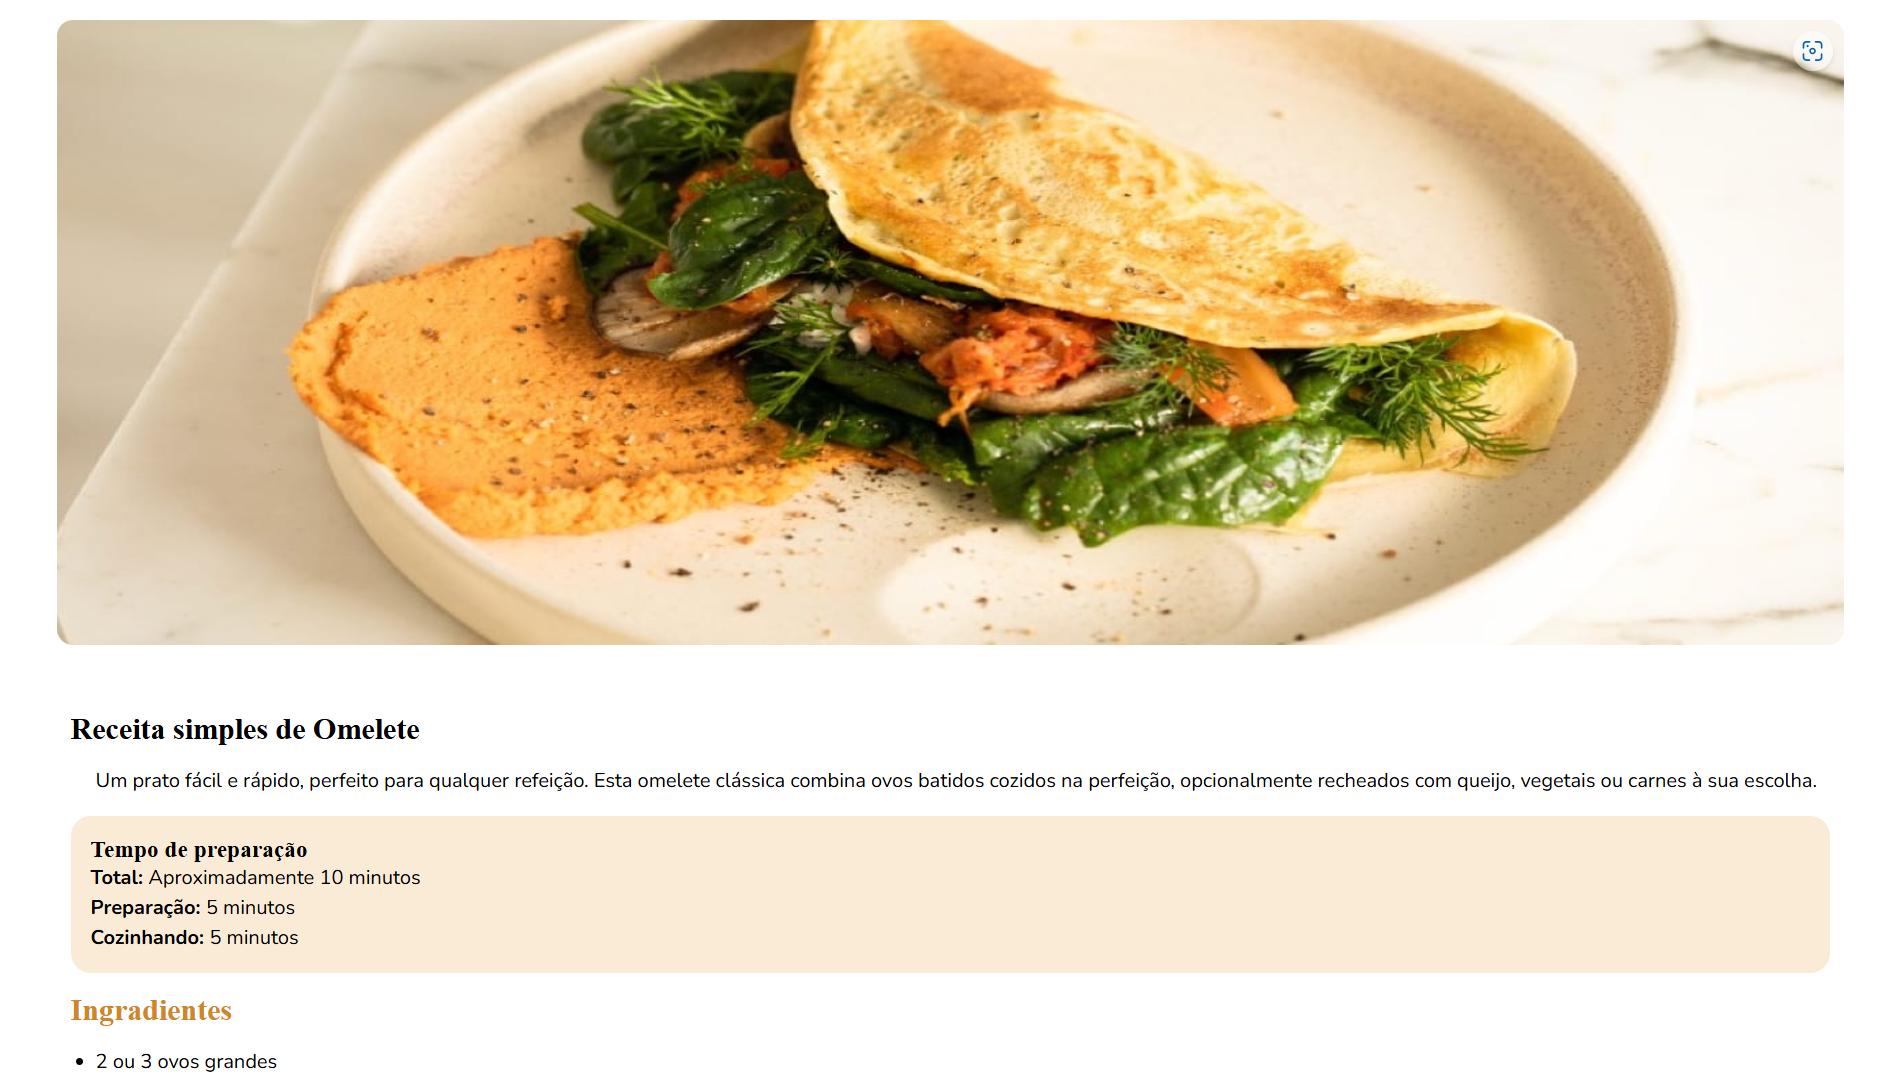 Receita simples de Omelete
Um prato fácil e rápido, perfeito para qualquer refeição. Esta omelete clássica combina ovos batidos cozidos na perfeição, opcionalmente recheados com queijo, vegetais ou carnes à sua escolha.
Tempo de preparação
Total: Aproximadamente 10 minutos
Preparação: 5 minutos
Cozinhando: 5 minutos
Ingradientes
• 2 ou 3 ovos grandes